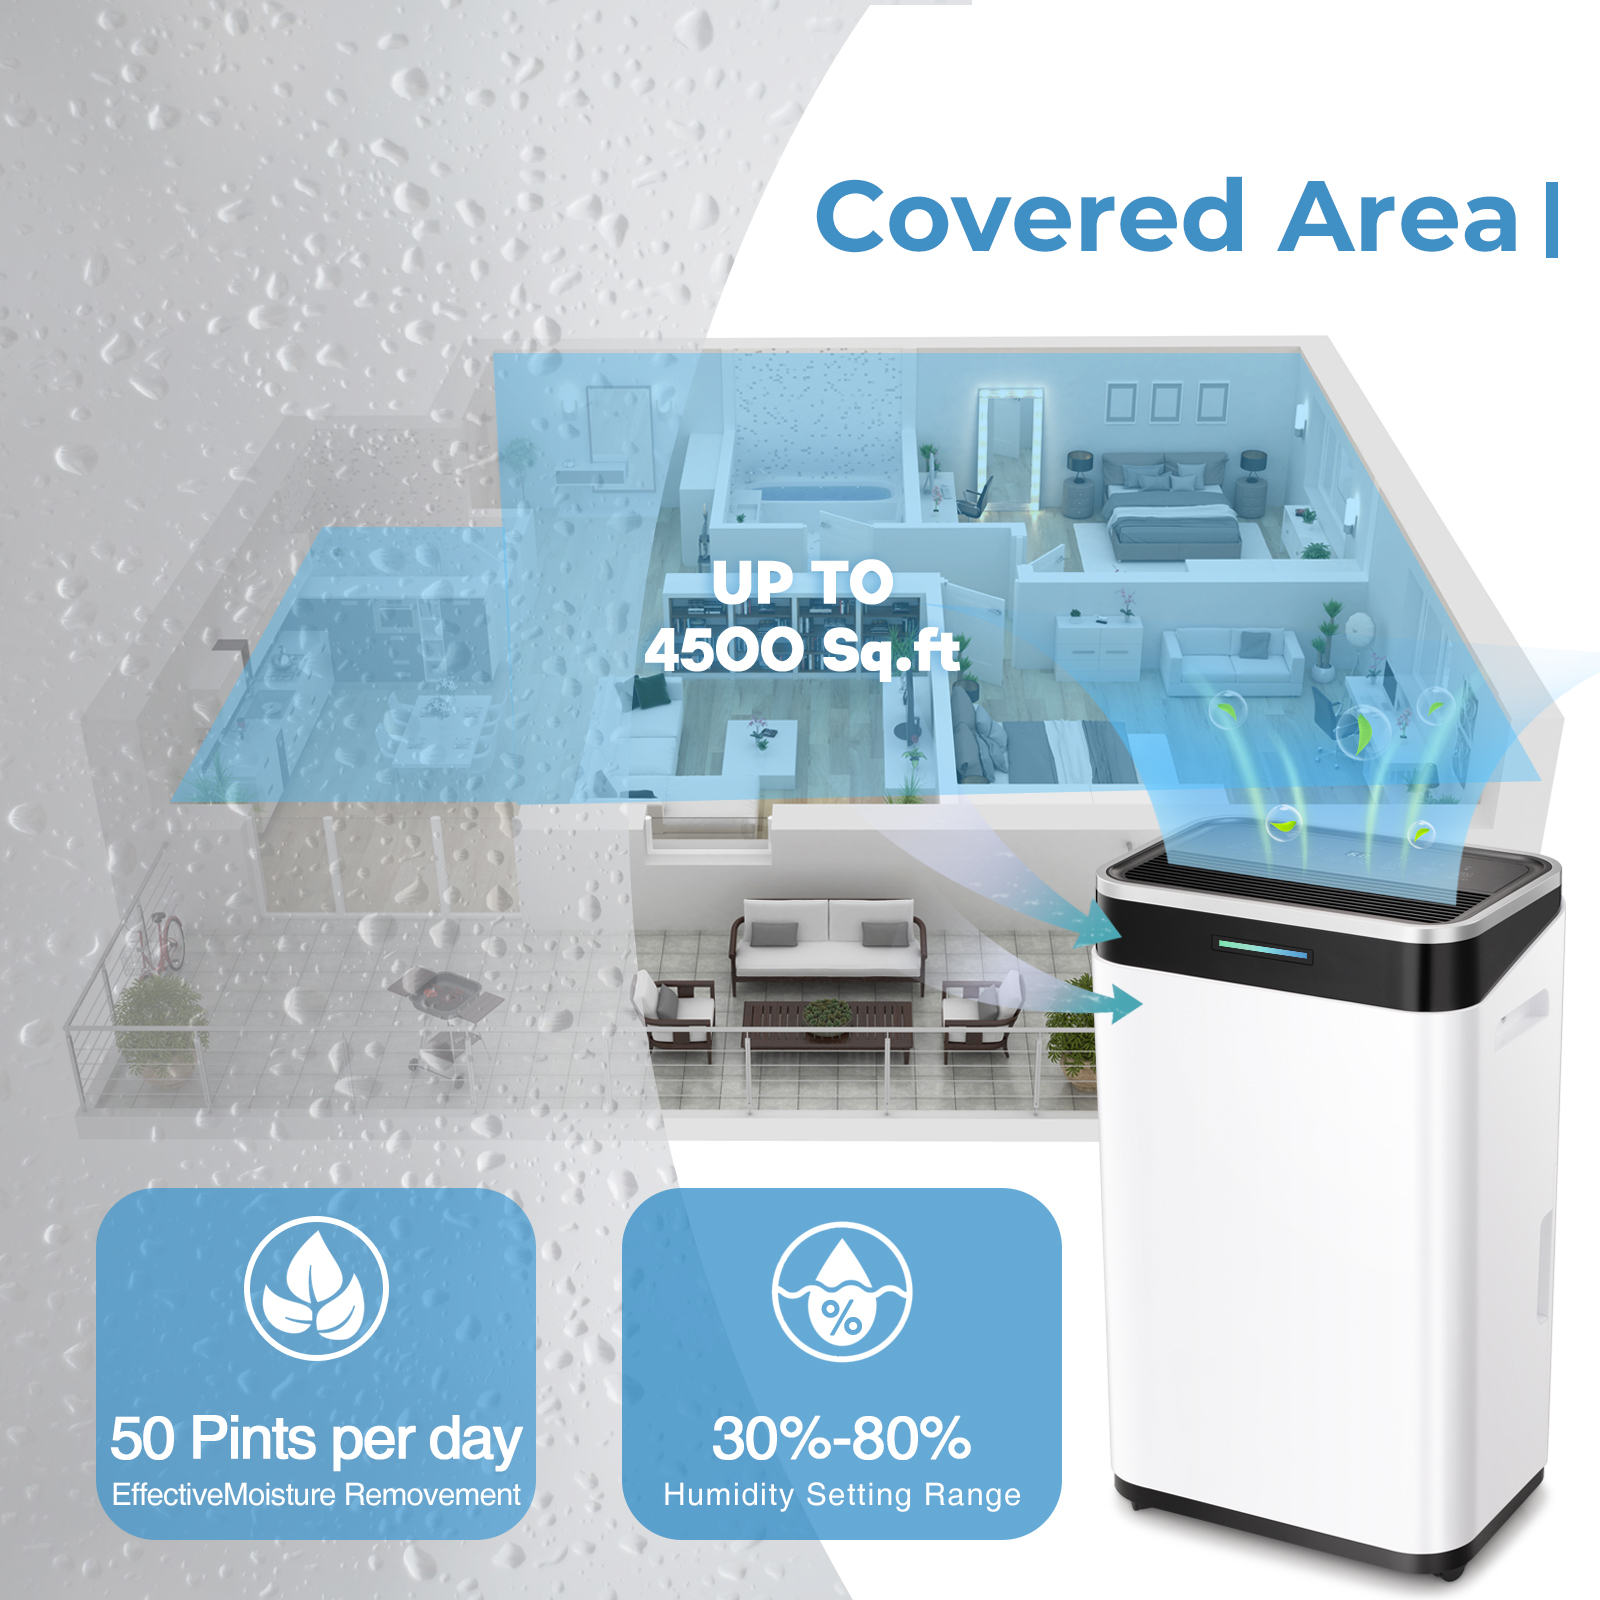 Covered Area
UP TO
4500 Sq.ft
50 Pints per day
EffectiveMoisture Removement
30%-80%
Humidity Setting Range